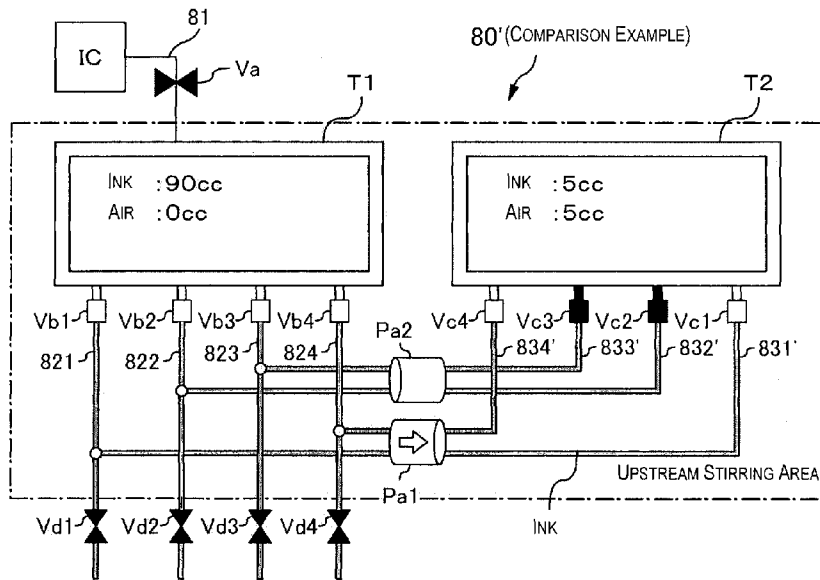 81
80' (COMPARISON EXAMPLE)
IC
Va
T1
T2
INK :90cc
AIR :0cc
INK :5cc
AIR :5cc
Vb1
Vb2
Vb3
Vb4
Pa2
Vc4
Vc3
Vc2
Vc1
821
822
823
824
834'
833'
832'
831'
UPSTREAM STIRRING AREA
Pa1
Vd1
Vd2
Vd3
Vd4
INK